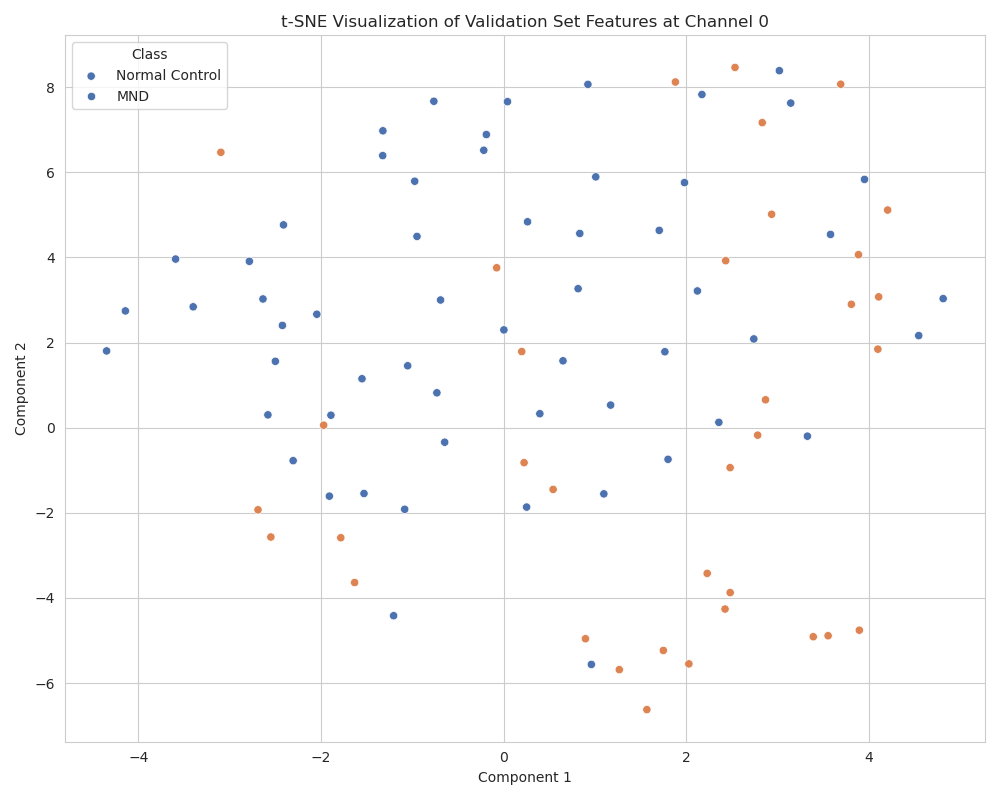 t-SNE Visualization of Validation Set Features at Channel 0
Class
Normal Control
MND
8
6
4
2
0
−2
−4
−6
Component 2
−4
−2
0
2
4
Component 1